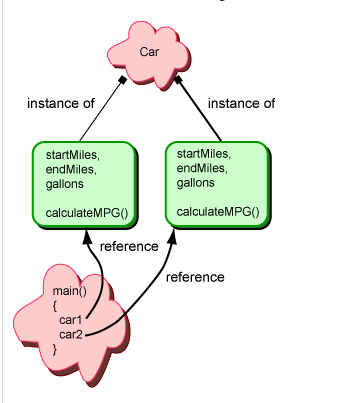 Car
instance of
instance of
startMiles,
endMiles,
gallons
calculateMPG()
startMiles,
endMiles,
gallons
calculateMPG()
reference
reference
main()
{
car1
car2
}